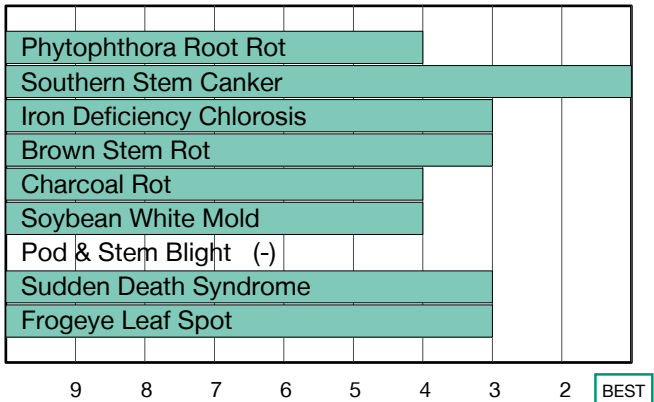 Phytophthora Root Rot
Southern Stem Canker
Iron Deficiency Chlorosis
Brown Stem Rot
Charcoal Rot
Soybean White Mold
Pod & Stem Blight (-)
Sudden Death Syndrome
Frogeye Leaf Spot
9 8 7 6 5 4 3 2 BEST